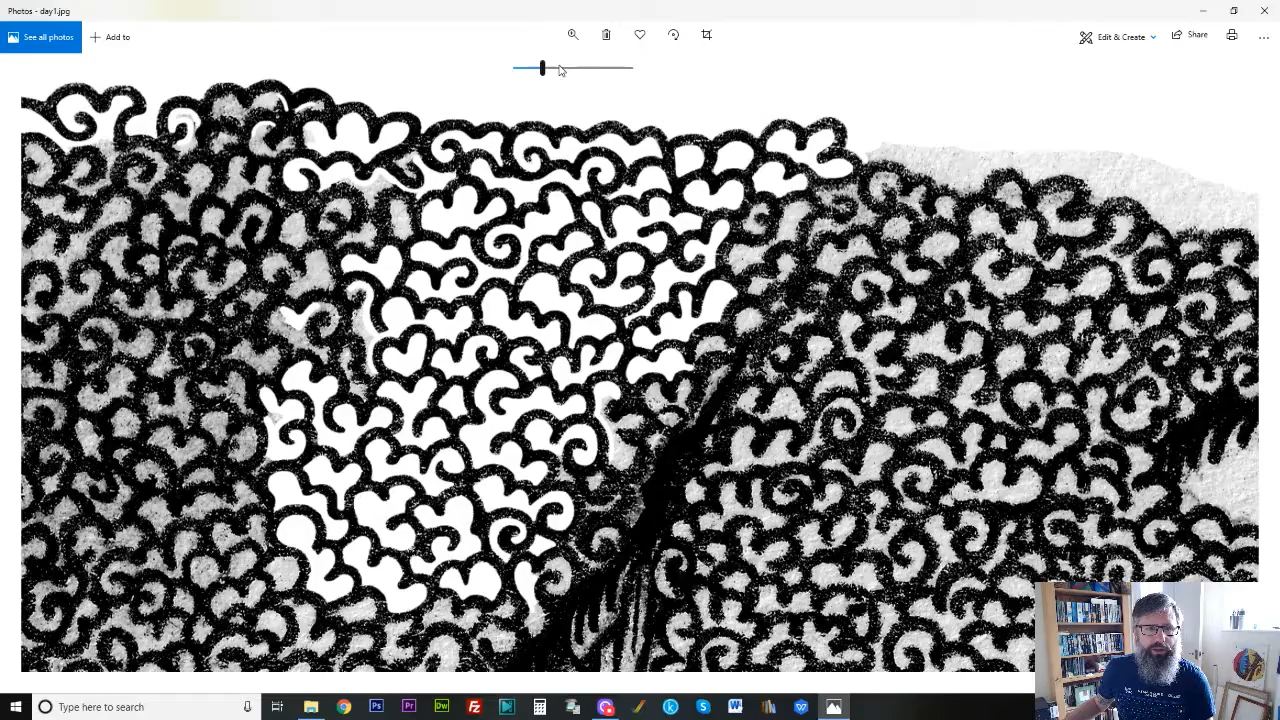 Photos - day1.jpg
See all photos
Add to
Edit & Create
Share
Type here to search